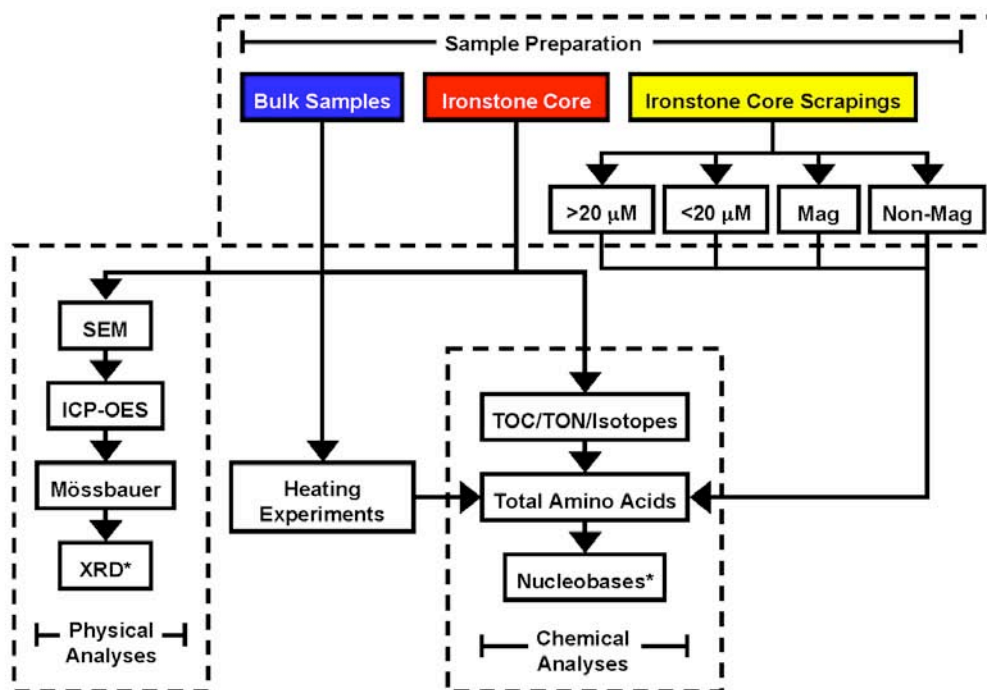 Sample Preparation
Bulk Samples
Ironstone Core
Ironstone Core Scrapings
>20 μM
<20 μM
Mag
Non-Mag
SEM
ICP-OES
Mössbauer
XRD*
Physical
Analyses
Heating
Experiments
TOC/TON/Isotopes
Total Amino Acids
Nucleobases*
Chemical
Analyses